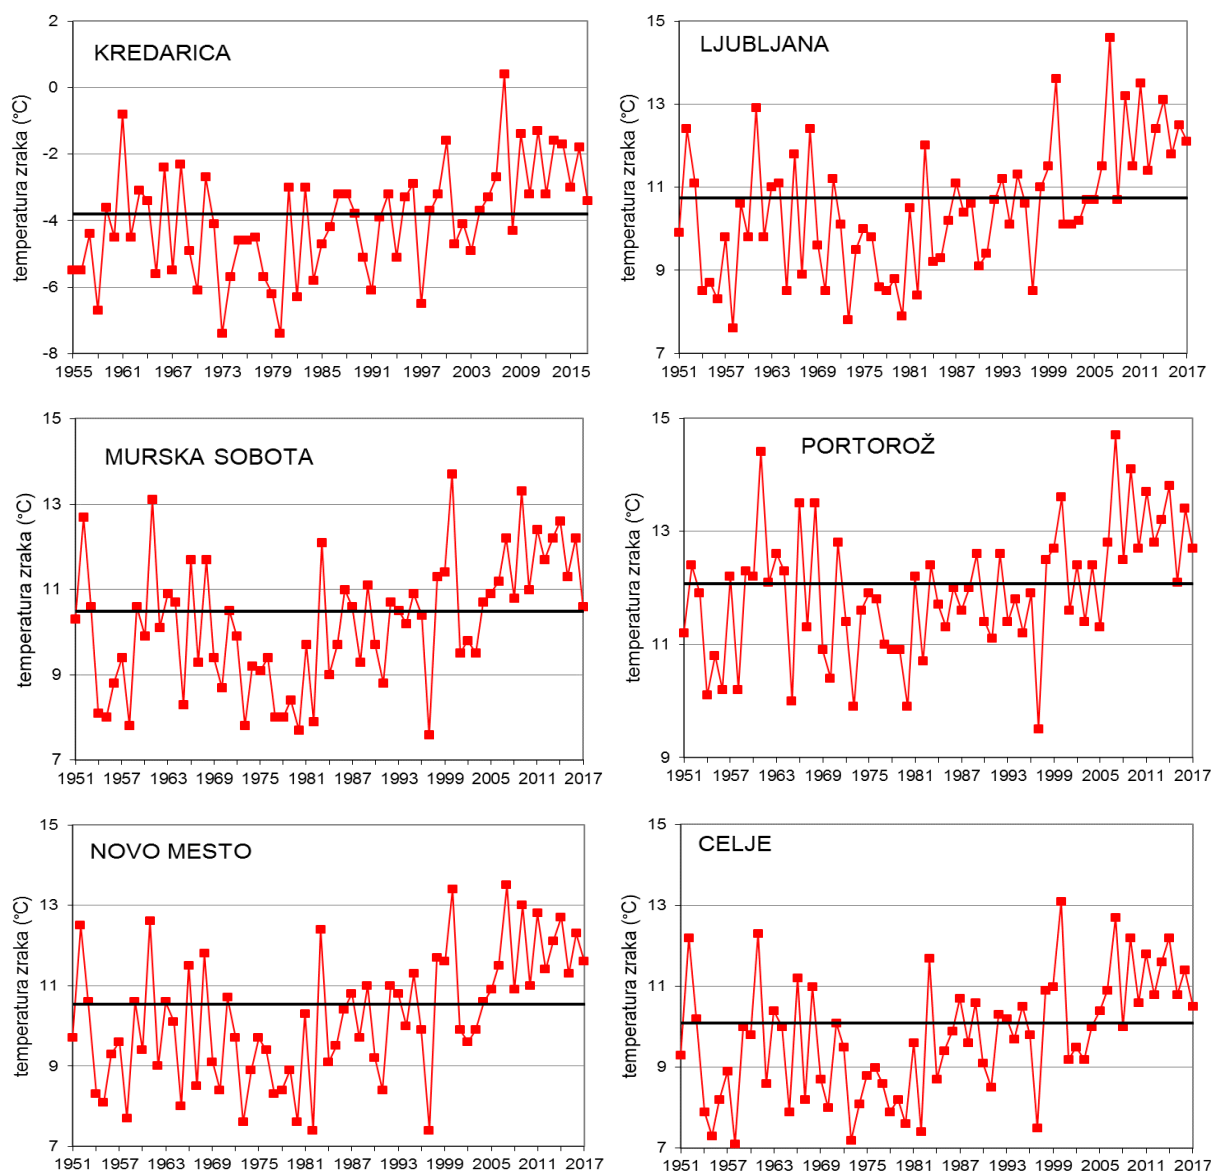 KREDARICA
temperatura zraka (°C)
2
0
-2
-4
-6
-8
1955 1961 1967 1973 1979 1985 1991 1997 2003 2009 2015
LJUBLJANA
temperatura zraka (°C)
15
13
11
9
7
1951 1957 1963 1969 1975 1981 1987 1993 1999 2005 2011 2017
MURSKA SOBOTA
temperatura zraka (°C)
15
13
11
9
7
1951 1957 1963 1969 1975 1981 1987 1993 1999 2005 2011 2017
PORTOROŽ
temperatura zraka (°C)
15
13
11
9
1951 1957 1963 1969 1975 1981 1987 1993 1999 2005 2011 2017
NOVO MESTO
temperatura zraka (°C)
15
13
11
9
7
1951 1957 1963 1969 1975 1981 1987 1993 1999 2005 2011 2017
CELJE
temperatura zraka (°C)
15
13
11
9
7
1951 1957 1963 1969 1975 1981 1987 1993 1999 2005 2011 2017